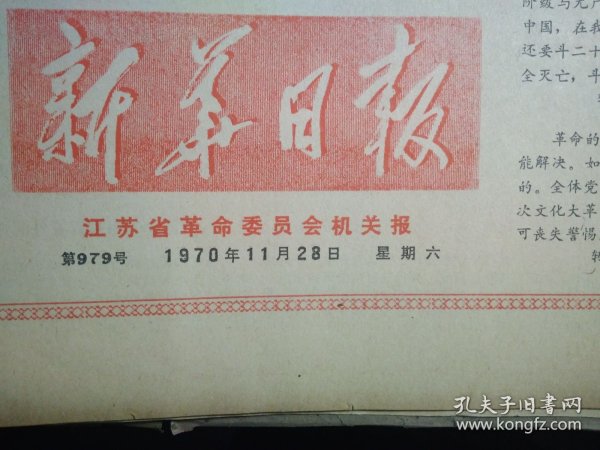 新华日报
江苏省革命委员会机关报
第979号 1970年11月28日 星期六
阶级与无产
中国，在我
还要斗二十
全灭亡，斗
革命的
能解决。如
的。全体党
次文化大革
可丧失警惕
孔夫子旧书网
www.kongfz.com